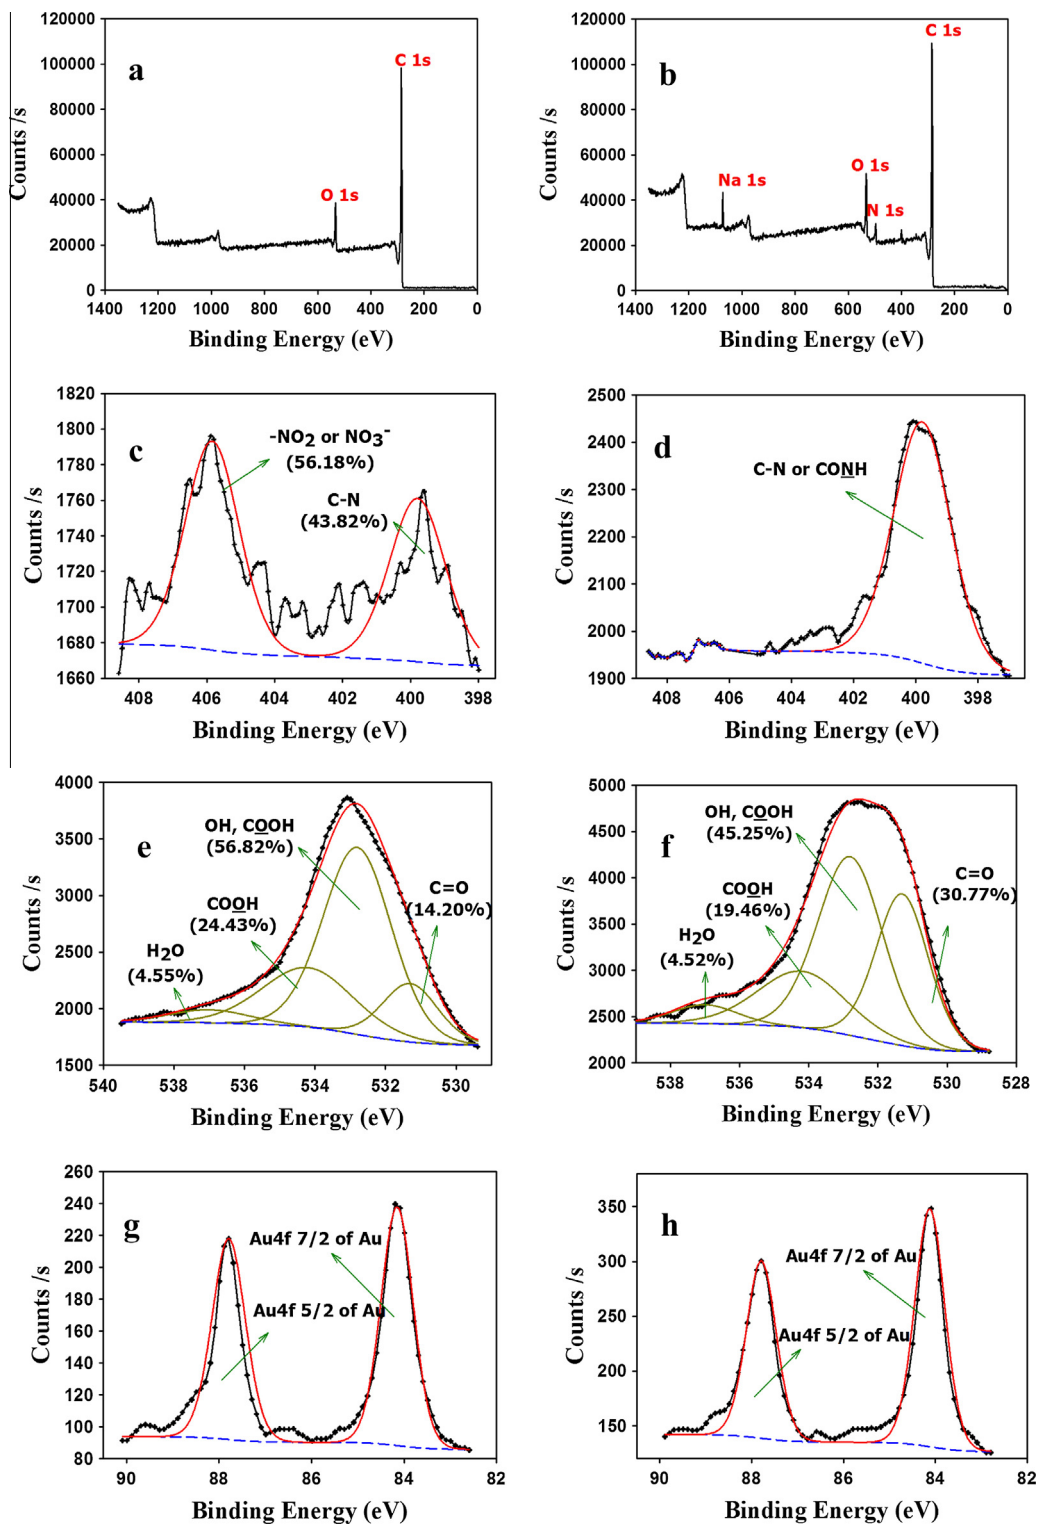 a
120000
100000
80000
60000
40000
20000
0
Counts /s
C 1s
O 1s
1400 1200 1000 800 600 400 200 0
Binding Energy (eV)
b
120000
100000
80000
60000
40000
20000
0
Counts /s
C 1s
O 1s
Na 1s
N 1s
1400 1200 1000 800 600 400 200 0
Binding Energy (eV)
c
1820
1800
1780
1760
1740
1720
1700
1680
1660
Counts /s
-NO2 or NO3-
(56.18%)
C-N
(43.82%)
408 406 404 402 400 398
Binding Energy (eV)
d
2500
2400
2300
2200
2100
2000
1900
Counts /s
C-N or CONH
408 406 404 402 400 398
Binding Energy (eV)
e
4000
3500
3000
2500
2000
1500
Counts /s
OH, COOH
(56.82%)
C=O
(14.20%)
COOH
(24.43%)
H2O
(4.55%)
540 538 536 534 532 530
Binding Energy (eV)
f
5000
4500
4000
3500
3000
2500
2000
Counts /s
OH, COOH
(45.25%)
C=O
(30.77%)
COOH
(19.46%)
H2O
(4.52%)
538 536 534 532 530 528
Binding Energy (eV)
g
260
240
220
200
180
160
140
120
100
80
Counts /s
Au4f 7/2 of Au
Au4f 5/2 of Au
90 88 86 84 82
Binding Energy (eV)
h
350
300
250
200
150
Counts /s
Au4f 7/2 of Au
Au4f 5/2 of Au
90 88 86 84 82
Binding Energy (eV)